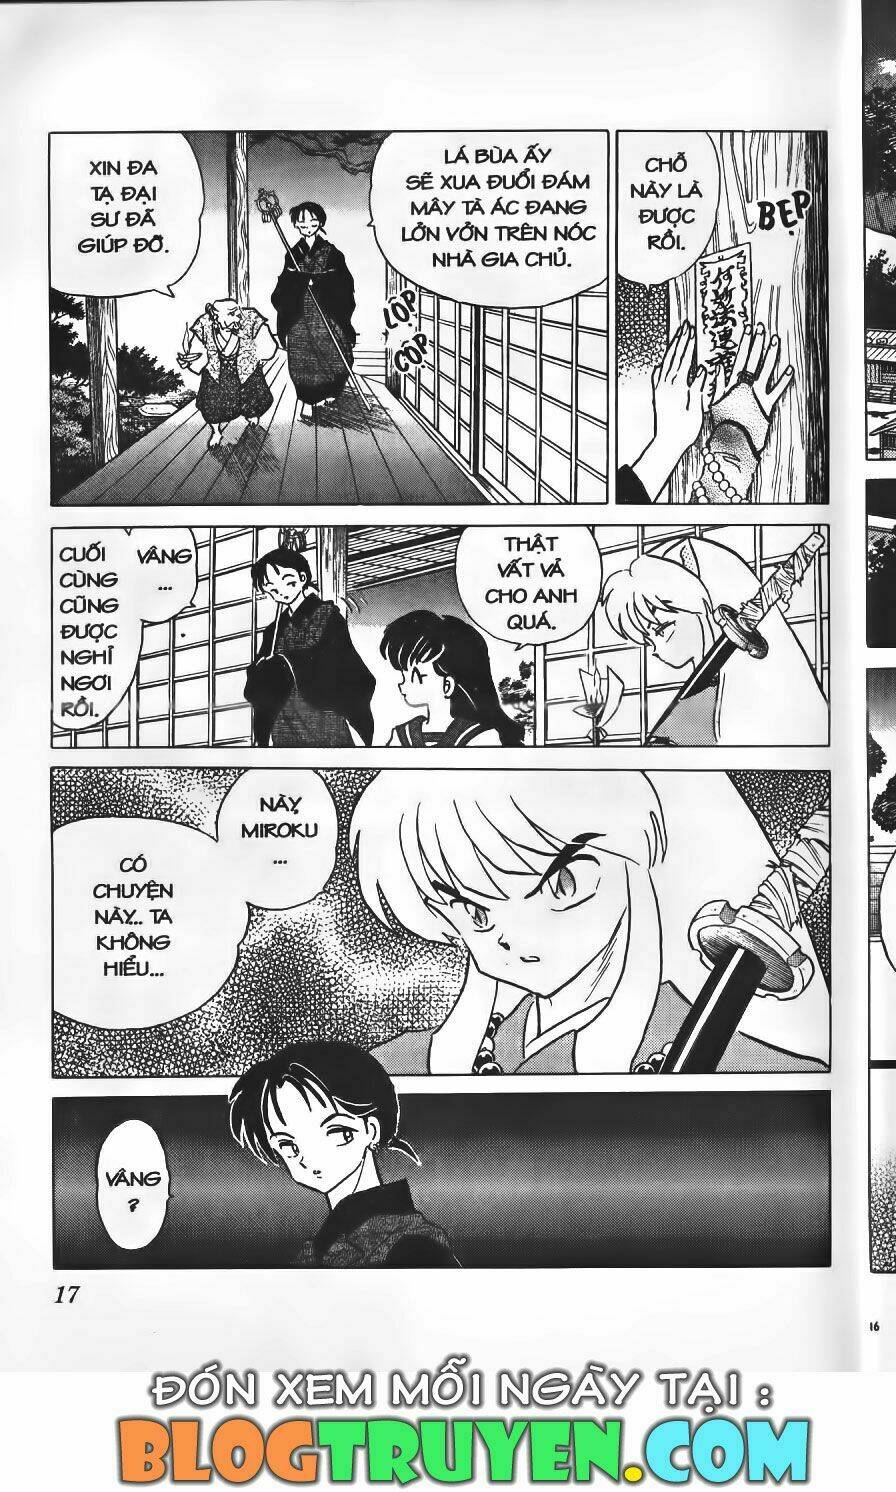 CHỖ
NÀY LÀ
ĐƯỢC
RỒI.
BẸP
LÁ BÙA ẤY
SẼ XUA ĐUỔI ĐÁM
MÂY TÀ ÁC ĐANG
LỞN VỞN TRÊN NÓC
NHÀ GIA CHỦ.
XIN ĐA
TẠ ĐẠI
SƯ ĐÃ
GIÚP ĐỠ.
CỘP
CỘP
THẬT
VẤT VẢ
CHO ANH
QUÁ.
VÂNG
...
CUỐI
CÙNG
CŨNG
ĐƯỢC
NGHỈ
NGƠI
RỒI.
NÀY,
MIROKU
...
CÓ
CHUYỆN
NÀY.. TA
KHÔNG
HIỂU...
VÂNG
?
17
16
ĐÓN XEM MỖI NGÀY TẠI :
BLOGTRUYEN.COM